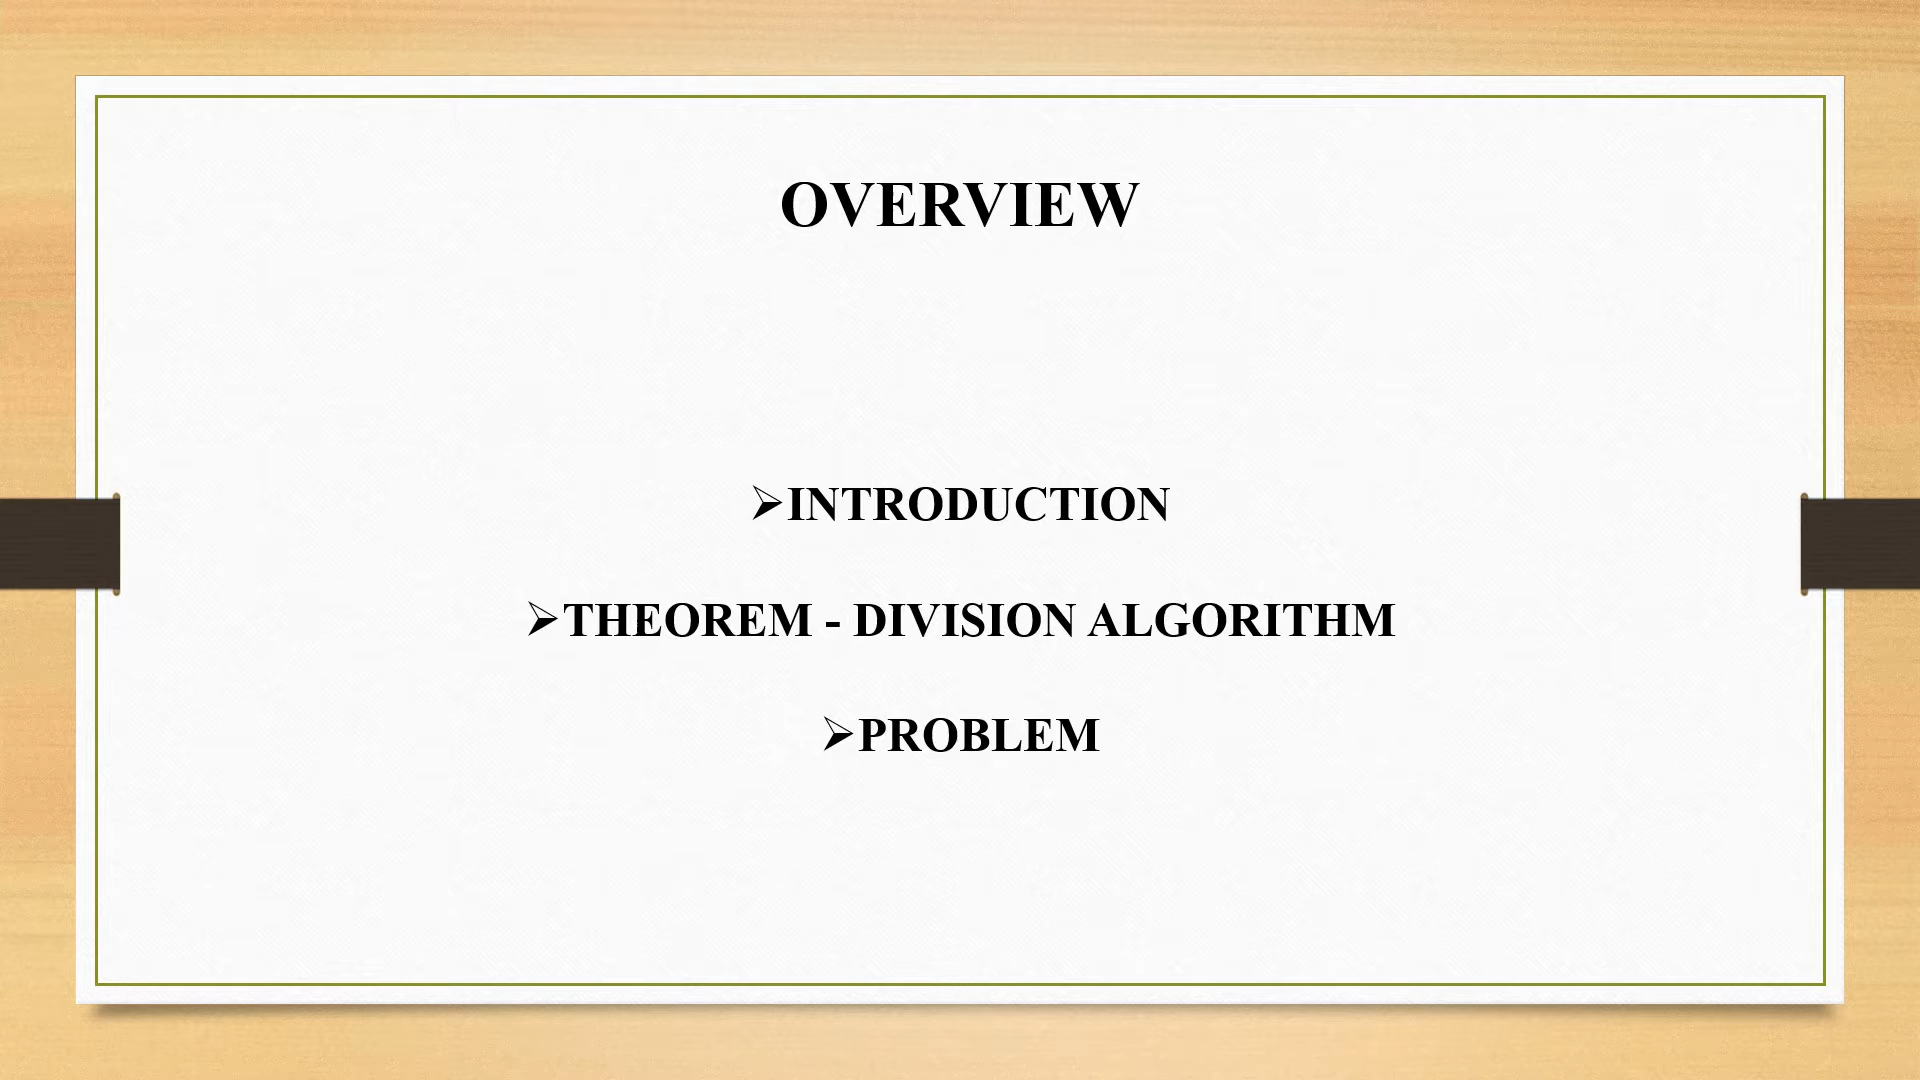 OVERVIEW
➢INTRODUCTION
➢THEOREM - DIVISION ALGORITHM
➢PROBLEM